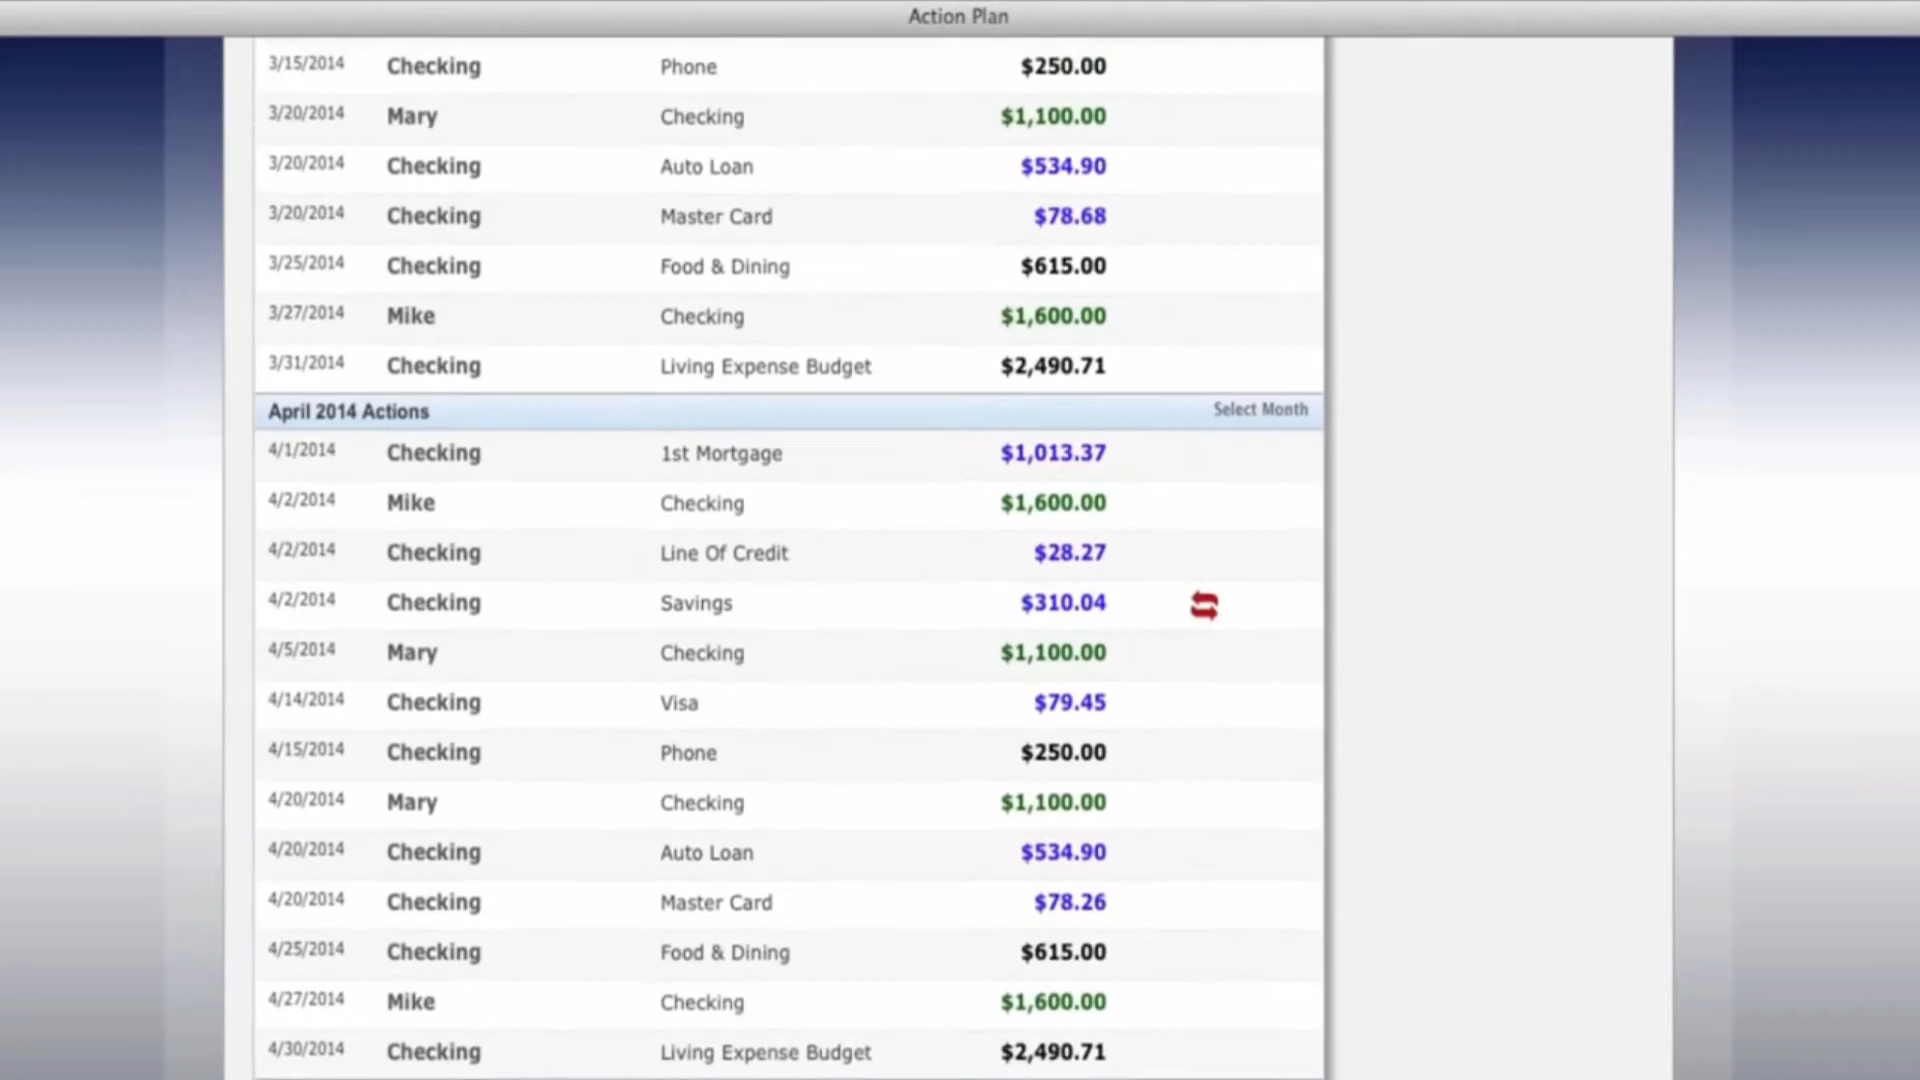 Action Plan
3/15/2014 Checking Phone $250.00
3/20/2014 Mary Checking $1,100.00
3/20/2014 Checking Auto Loan $534.90
3/20/2014 Checking Master Card $78.68
3/25/2014 Checking Food & Dining $615.00
3/27/2014 Mike Checking $1,600.00
3/31/2014 Checking Living Expense Budget $2,490.71
April 2014 Actions Select Month
4/1/2014 Checking 1st Mortgage $1,013.37
4/2/2014 Mike Checking $1,600.00
4/2/2014 Checking Line Of Credit $28.27
4/2/2014 Checking Savings $310.04
4/5/2014 Mary Checking $1,100.00
4/14/2014 Checking Visa $79.45
4/15/2014 Checking Phone $250.00
4/20/2014 Mary Checking $1,100.00
4/20/2014 Checking Auto Loan $534.90
4/20/2014 Checking Master Card $78.26
4/25/2014 Checking Food & Dining $615.00
4/27/2014 Mike Checking $1,600.00
4/30/2014 Checking Living Expense Budget $2,490.71